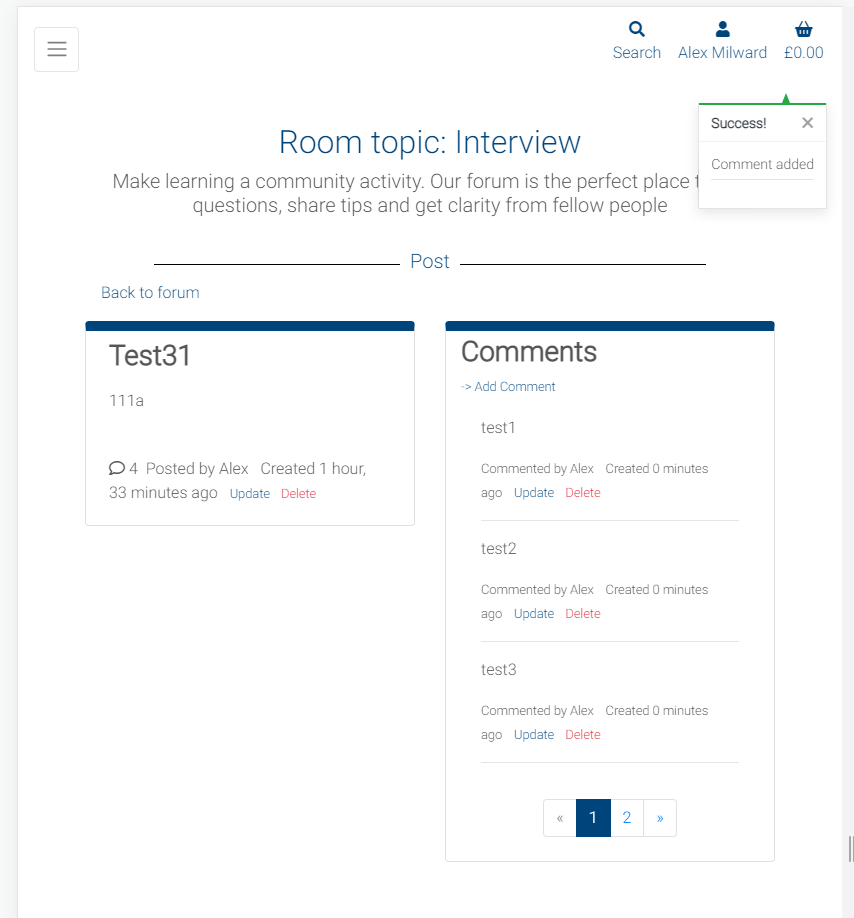 Search
Alex Milward
£0.00
Success!
×
Comment added
Room topic: Interview
Make learning a community activity. Our forum is the perfect place
questions, share tips and get clarity from fellow people
Post
Back to forum
Test31
111a
4 Posted by Alex Created 1 hour,
33 minutes ago Update Delete
Comments
-> Add Comment
test1
Commented by Alex Created 0 minutes
ago Update Delete
test2
Commented by Alex Created 0 minutes
ago Update Delete
test3
Commented by Alex Created 0 minutes
ago Update Delete
« 1 2 »